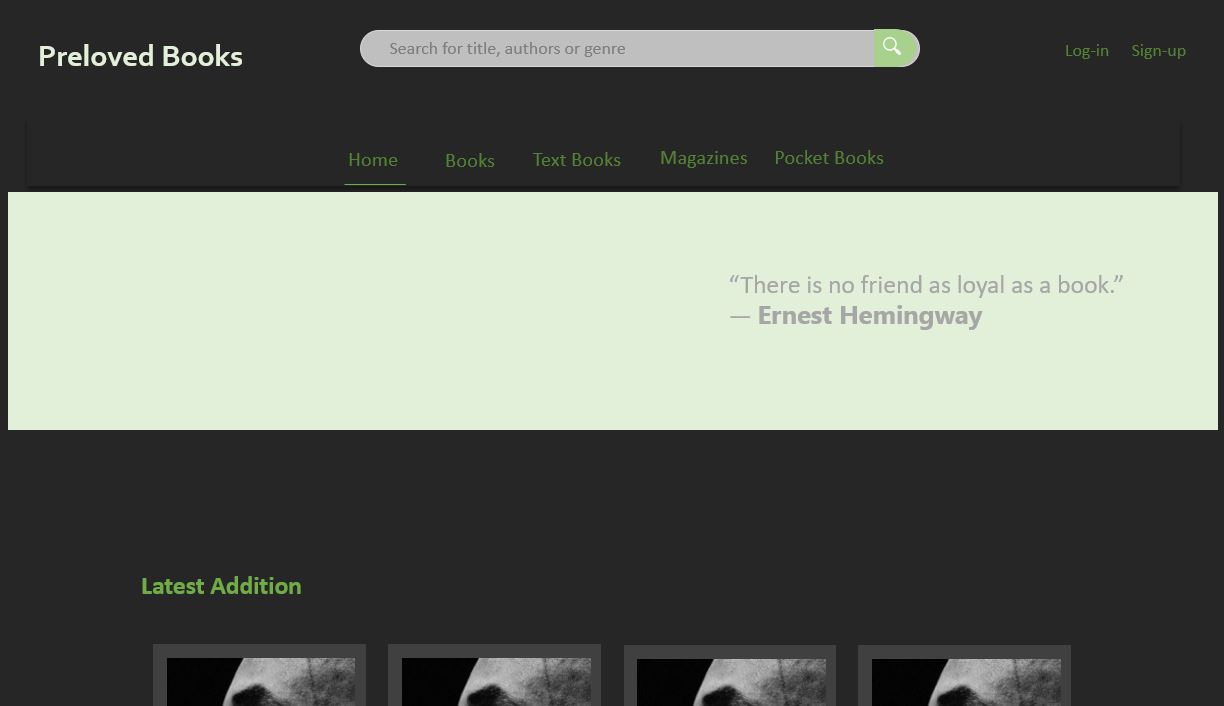 Preloved Books
Search for title, authors or genre
Log-in Sign-up
Home Books Text Books Magazines Pocket Books
“There is no friend as loyal as a book.”
— Ernest Hemingway
Latest Addition